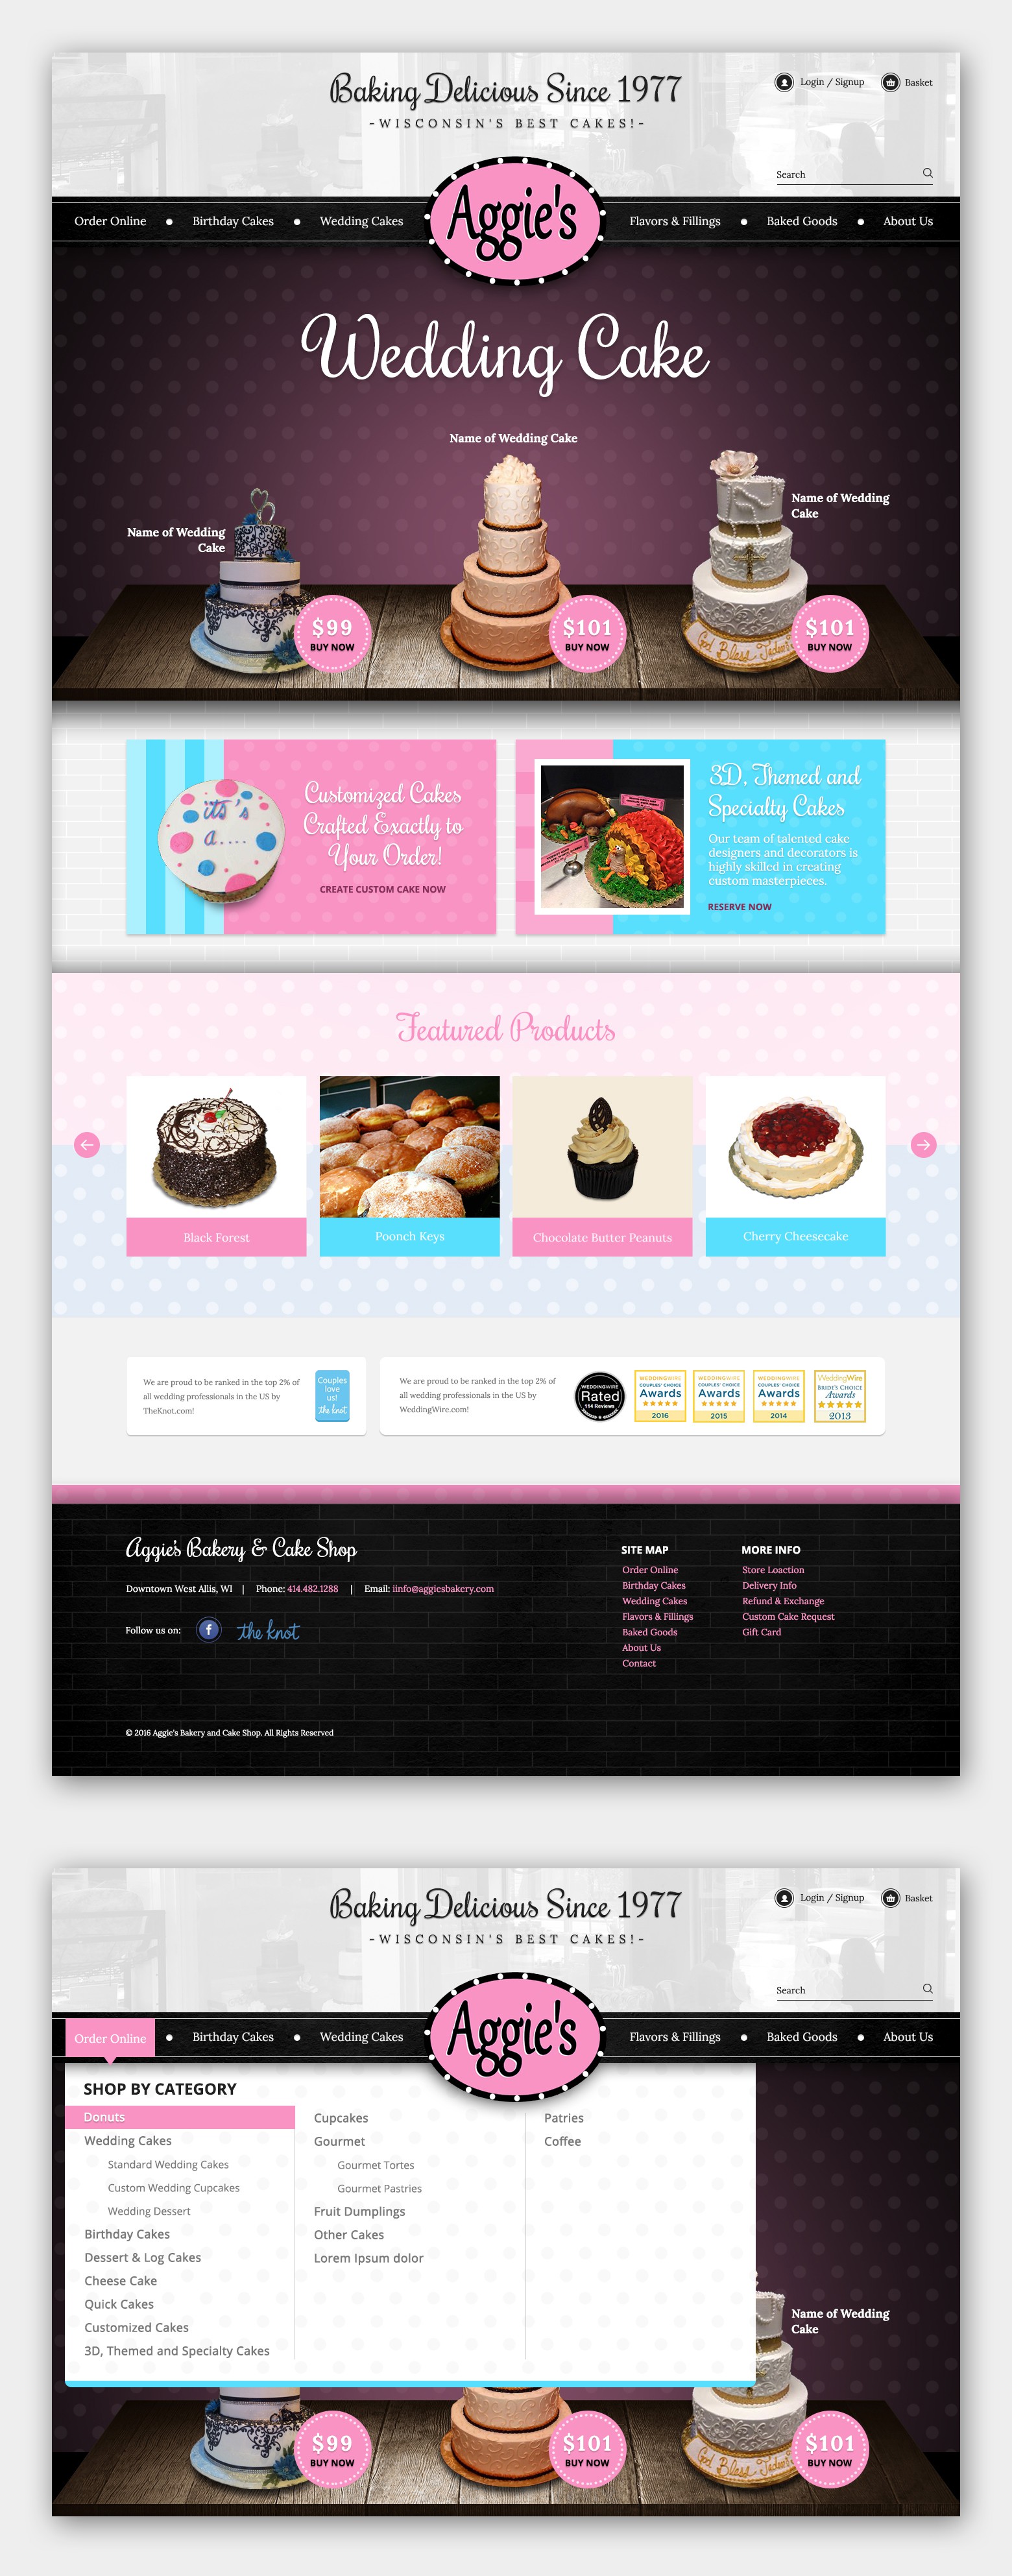 Baking Delicious Since 1977
-WISCONSIN'S BEST CAKES!-
Login / Signup
Basket
Search
Order Online
Birthday Cakes
Wedding Cakes
Aggie's
Flavors & Fillings
Baked Goods
About Us
Wedding Cake
Name of Wedding Cake
Name of Wedding
Cake
Name of Wedding
Cake
$99
BUY NOW
$101
BUY NOW
God Bless
$101
BUY NOW
it's
a....
Customized Cakes
Crafted Exactly to
Your Order!
CREATE CUSTOM CAKE NOW
3D, Themed and
Specialty Cakes
Our team of talented cake
designers and decorators is
highly skilled in creating
custom masterpieces.
RESERVE NOW
Featured Products
Black Forest
Poonch Keys
Chocolate Butter Peanuts
Cherry Cheesecake
We are proud to be ranked in the top 2% of
all wedding professionals in the US by
TheKnot.com!
Couples
love
us!
the knot
We are proud to be ranked in the top 2% of
all wedding professionals in the US by
WeddingWire.com!
WEDDINGWIRE
Rated
114 Reviews
WEDDINGWIRE
COUPLES' CHOICE
Awards
2016
WEDDINGWIRE
COUPLES' CHOICE
Awards
2015
WEDDINGWIRE
COUPLES' CHOICE
Awards
2014
WeddingWire
BRIDE'S CHOICE
Awards
2013
Aggie's Bakery & Cake Shop
Downtown West Allis, WI | Phone: 414.482.1288 | Email: iinfo@aggiesbakery.com
Follow us on:
f
the knot
SITE MAP
Order Online
Birthday Cakes
Wedding Cakes
Flavors & Fillings
Baked Goods
About Us
Contact
MORE INFO
Store Loaction
Delivery Info
Refund & Exchange
Custom Cake Request
Gift Card
© 2016 Aggie's Bakery and Cake Shop. All Rights Reserved
Baking Delicious Since 1977
-WISCONSIN'S BEST CAKES!-
Login / Signup
Basket
Search
Order Online
Birthday Cakes
Wedding Cakes
Aggie's
Flavors & Fillings
Baked Goods
About Us
SHOP BY CATEGORY
Donuts
Wedding Cakes
Standard Wedding Cakes
Custom Wedding Cupcakes
Wedding Dessert
Birthday Cakes
Dessert & Log Cakes
Cheese Cake
Quick Cakes
Customized Cakes
3D, Themed and Specialty Cakes
Cupcakes
Gourmet
Gourmet Tortes
Gourmet Pastries
Fruit Dumplings
Other Cakes
Lorem Ipsum dolor
Patries
Coffee
Name of Wedding
Cake
$99
BUY NOW
$101
BUY NOW
God Bless
$101
BUY NOW